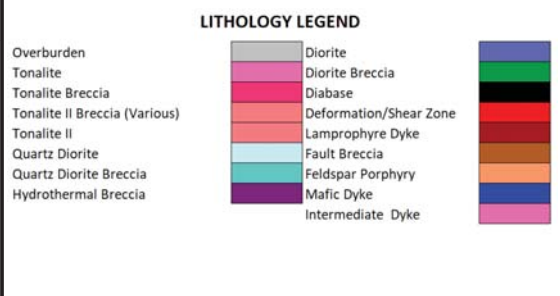 LITHOLOGY LEGEND
Overburden
Tonalite
Tonalite Breccia
Tonalite II Breccia (Various)
Tonalite II
Quartz Diorite
Quartz Diorite Breccia
Hydrothermal Breccia
Diorite
Diorite Breccia
Diabase
Deformation/Shear Zone
Lamprophyre Dyke
Fault Breccia
Feldspar Porphyry
Mafic Dyke
Intermediate Dyke